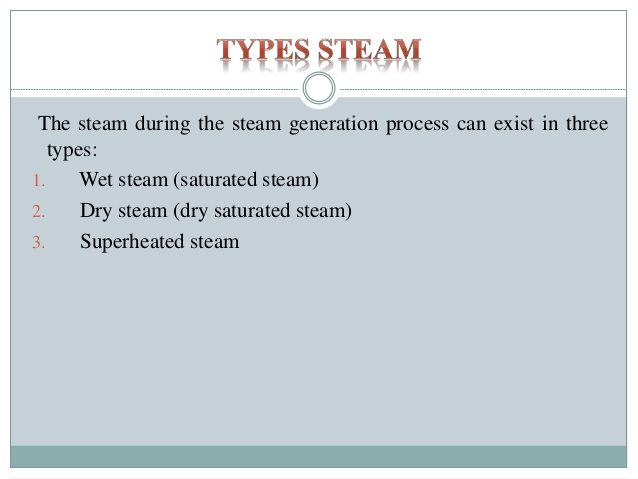 TYPES STEAM
The steam during the steam generation process can exist in three
types:
1. Wet steam (saturated steam)
2. Dry steam (dry saturated steam)
3. Superheated steam